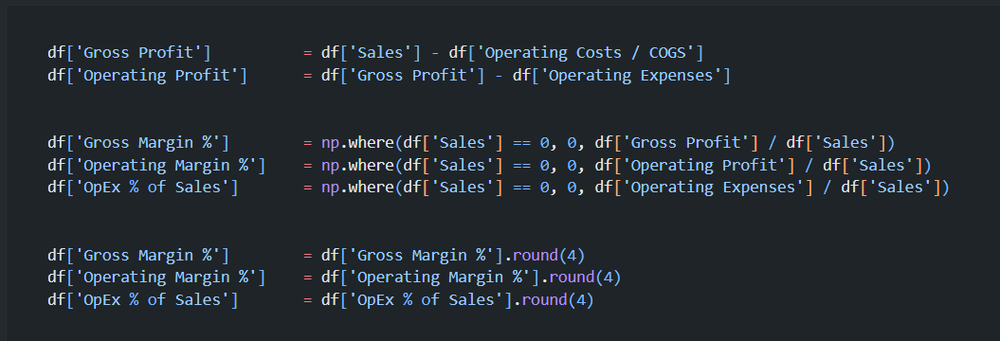 df['Gross Profit']          = df['Sales'] - df['Operating Costs / COGS']
df['Operating Profit']      = df['Gross Profit'] - df['Operating Expenses']
df['Gross Margin %']        = np.where(df['Sales'] == 0, 0, df['Gross Profit'] / df['Sales'])
df['Operating Margin %']    = np.where(df['Sales'] == 0, 0, df['Operating Profit'] / df['Sales'])
df['OpEx % of Sales']       = np.where(df['Sales'] == 0, 0, df['Operating Expenses'] / df['Sales'])
df['Gross Margin %']        = df['Gross Margin %'].round(4)
df['Operating Margin %']    = df['Operating Margin %'].round(4)
df['OpEx % of Sales']       = df['OpEx % of Sales'].round(4)